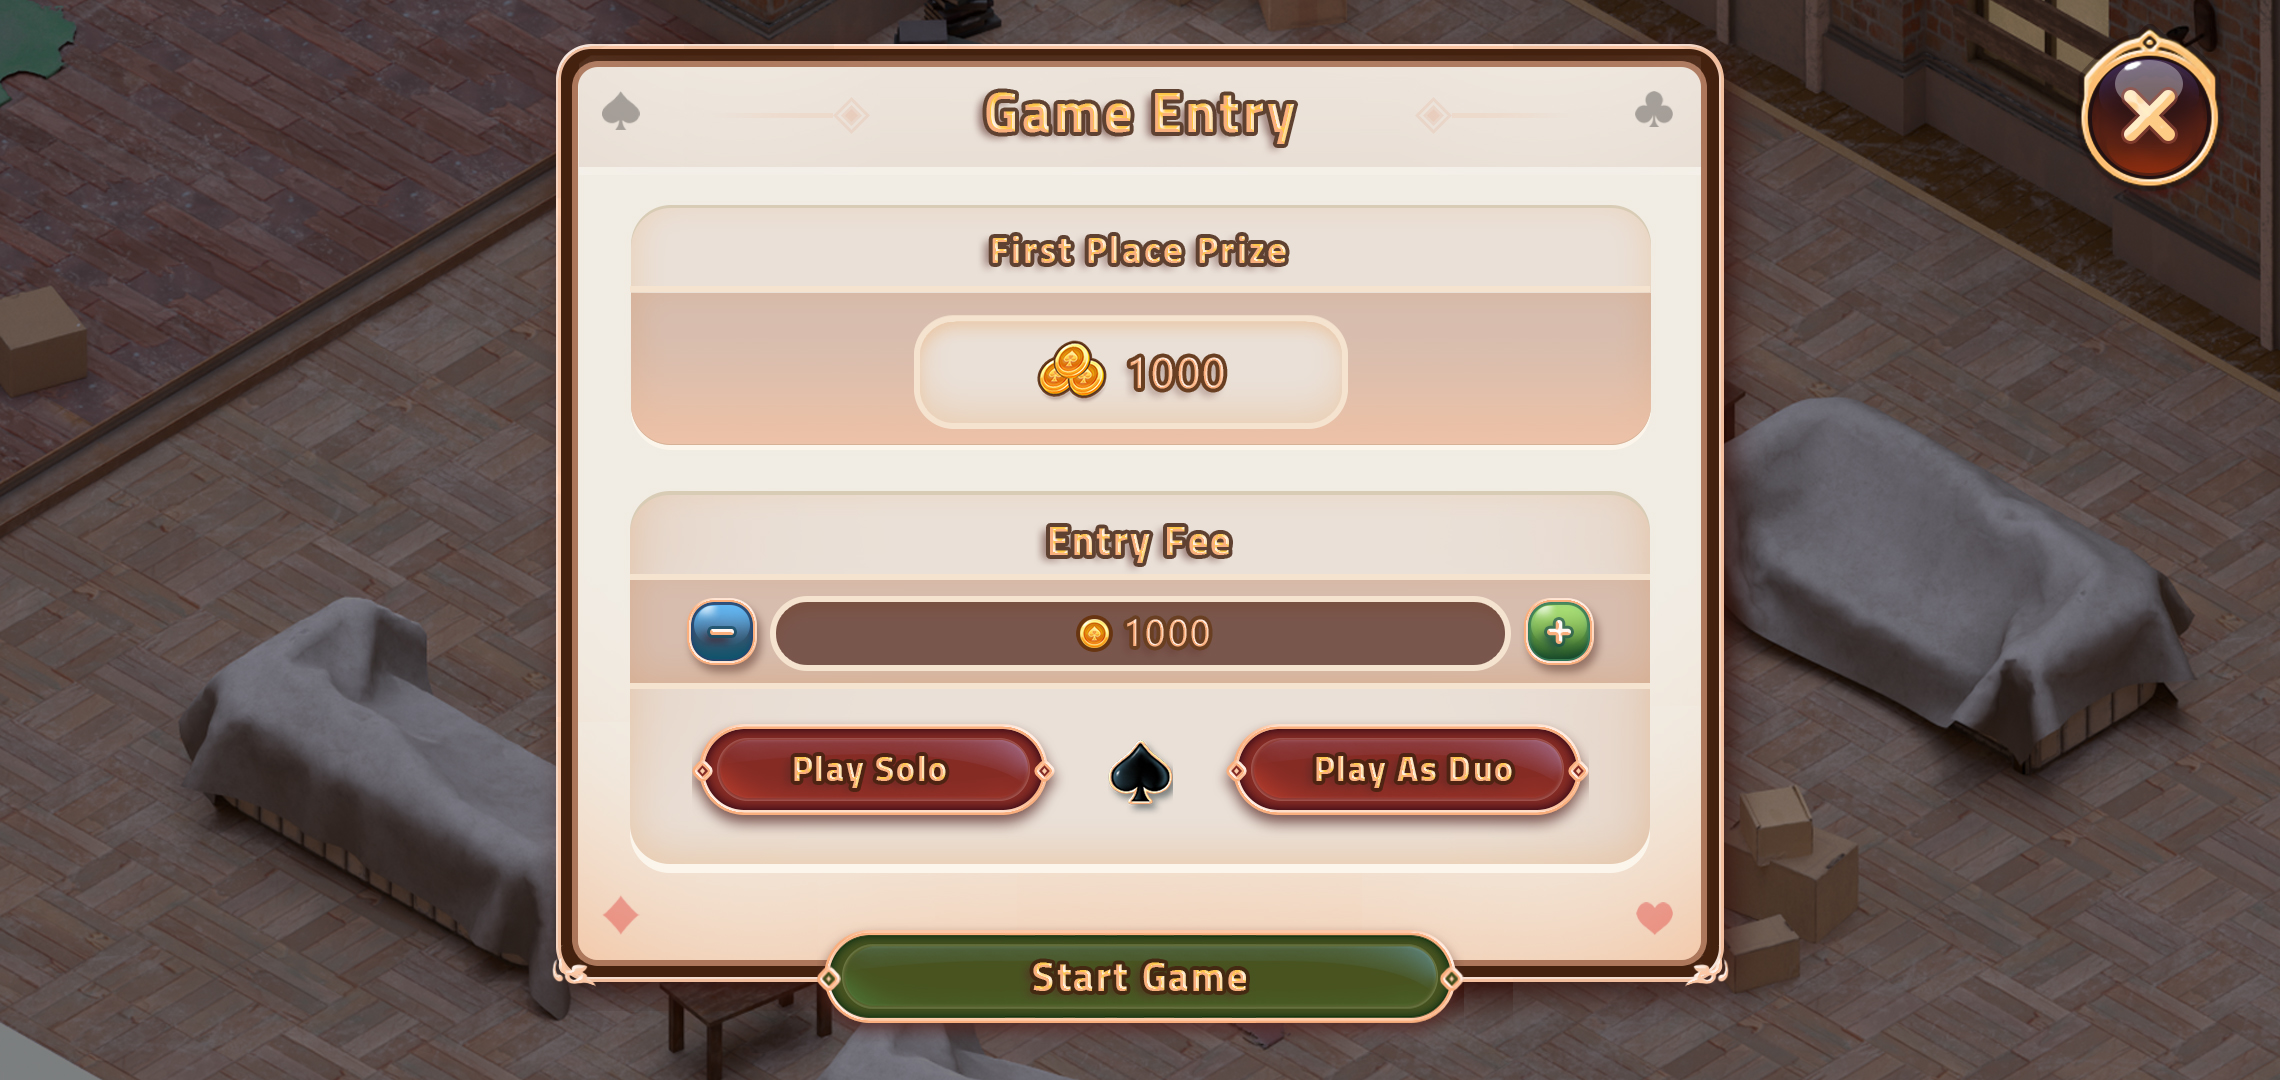 Game Entry
First Place Prize
1000
Entry Fee
1000
Play Solo
Play As Duo
Start Game